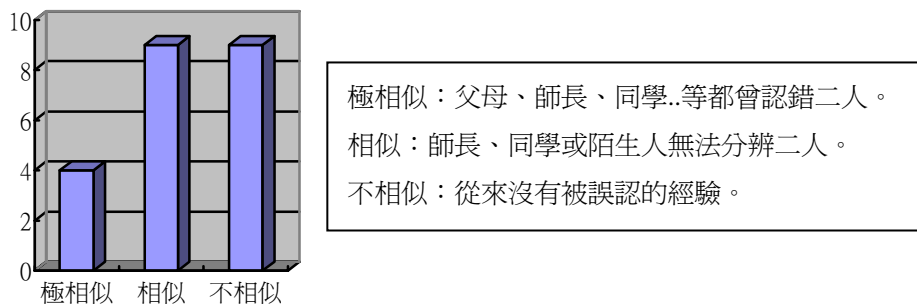 10
8
6
4
2
0
極相似 相似 不相似
極相似：父母、師長、同學..等都曾認錯二人。
相似：師長、同學或陌生人無法分辨二人。
不相似：從來沒有被誤認的經驗。